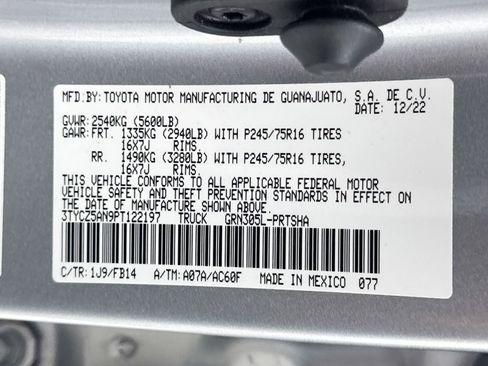 MFD.BY:TOYOTA MOTOR MANUFACTURING DE GUANAJUATO, S.A. DE C.V.
DATE: 12/22
GVWR: 2540KG (5600LB)
GAWR: FRT. 1335KG (2940LB) WITH P245/75R16 TIRES
16X7J RIMS.
RR. 1490KG (3280LB) WITH P245/75R16 TIRES,
16X7J RIMS.
THIS VEHICLE CONFORMS TO ALL APPLICABLE FEDERAL MOTOR
VEHICLE SAFETY AND THEFT PREVENTION STANDARDS IN EFFECT ON
THE DATE OF MANUFACTURE SHOWN ABOVE.
3TYCZ5AN9PT122197 TRUCK GRN305L-PRTSHA
C/TR: 1J9/FB14 A/TM: A07A/AC60F MADE IN MEXICO 077